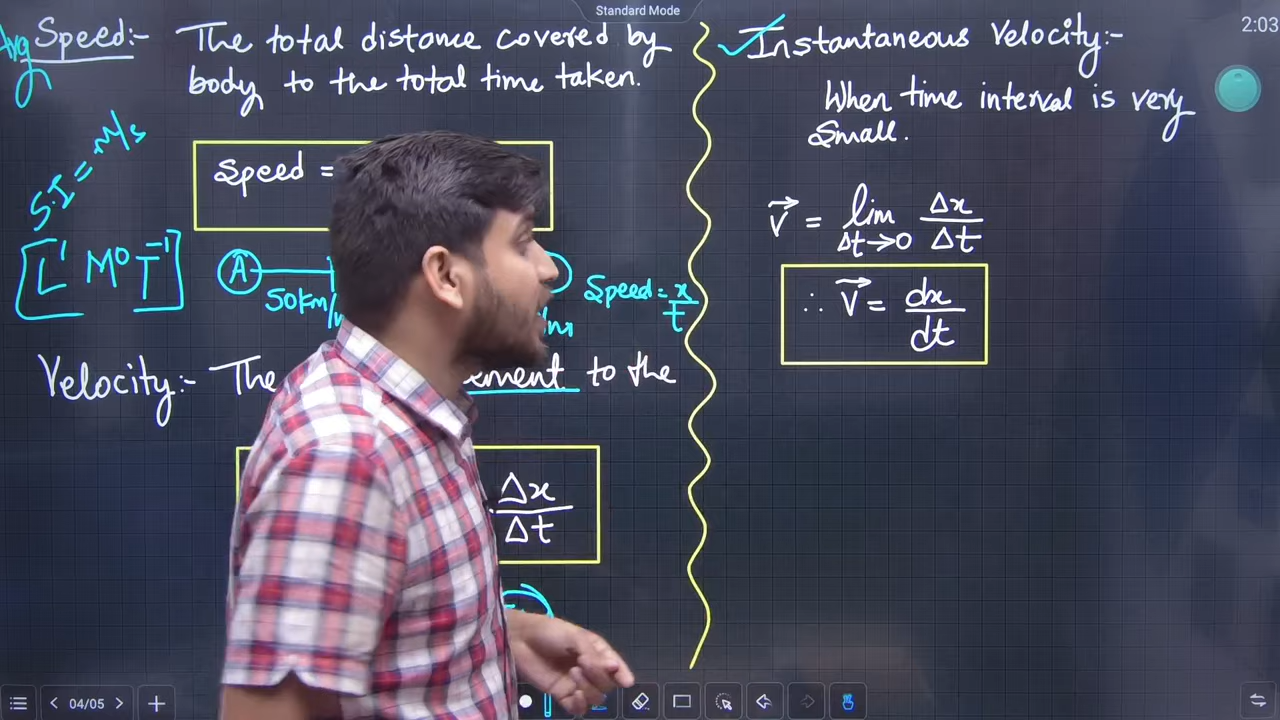 Standard Mode
2:03
Avg Speed:- The total distance covered by
body to the total time taken.
S.I = m/s
Speed =
[L¹ M⁰ T⁻¹]
A
50km/
Speed = x/t
Velocity:- The ement to the
Δx/Δt
Instantaneous Velocity:-
When time interval is very
small.
V⃗ = lim Δt→0 Δx/Δt
∴ V⃗ = dx/dt
04/05